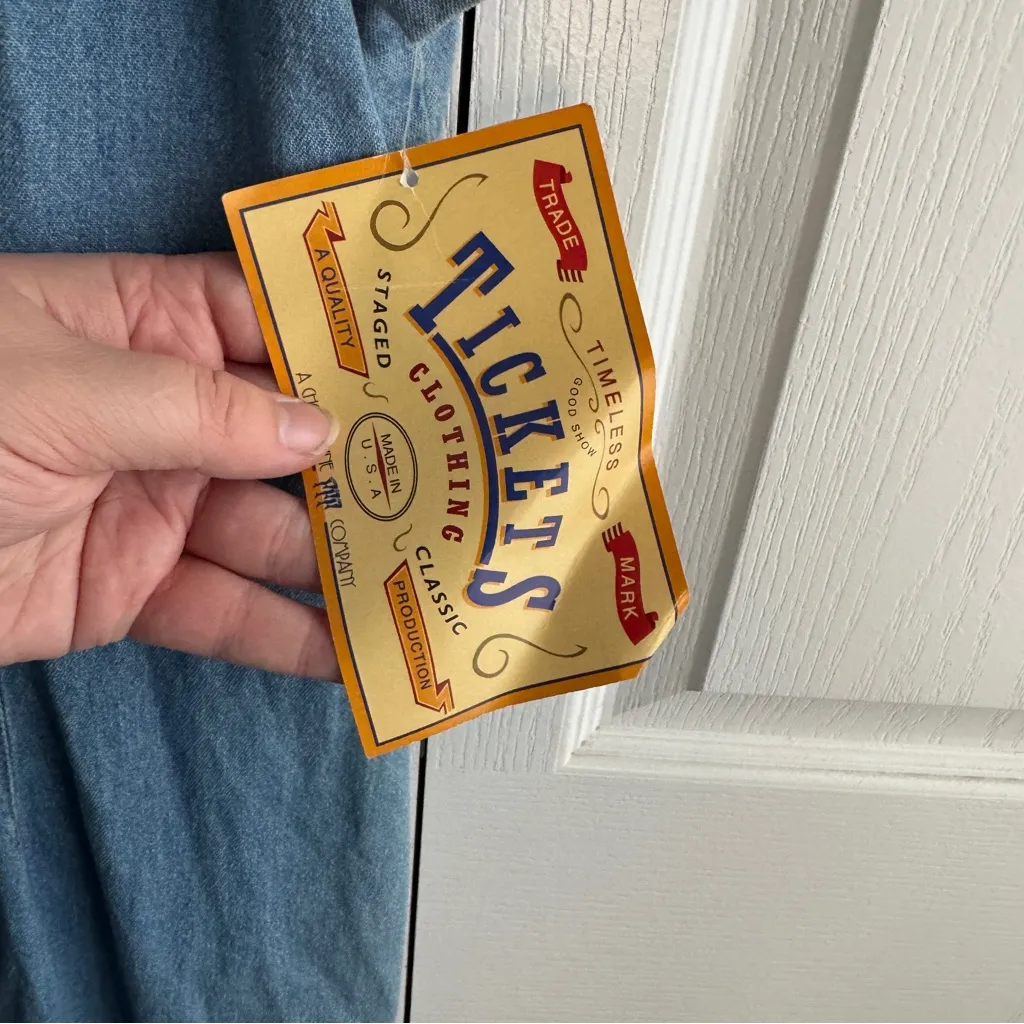 TRADE MARK
TIMELESS
GOOD SHOW
TICKETS
CLOTHING
STAGED CLASSIC
MADE IN
U.S.A
A QUALITY PRODUCTION
A
COMPANY